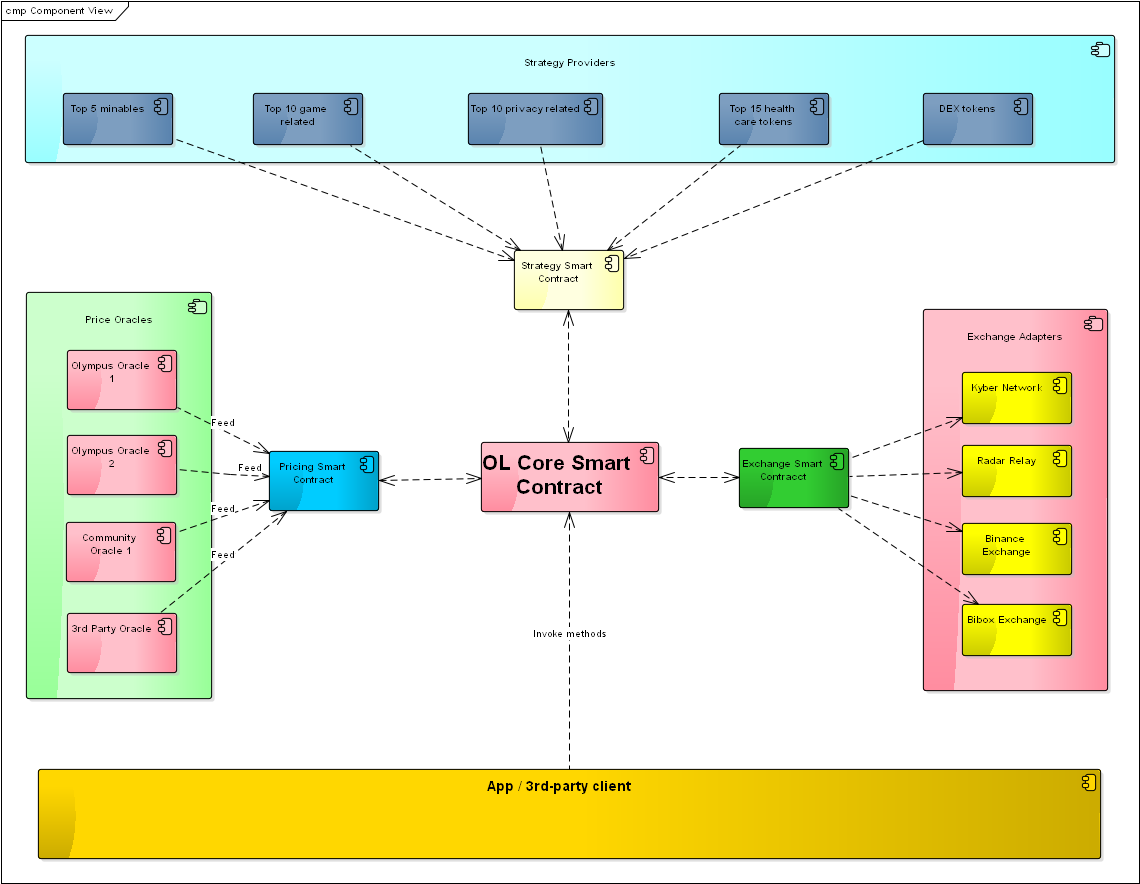 cmp Component View
Strategy Providers
Top 5 minables
Top 10 game
related
Top 10 privacy related
Top 15 health
care tokens
DEX tokens
Strategy Smart
Contract
Price Oracles
Olympus Oracle
1
Olympus Oracle
2
Community
Oracle 1
3rd Party Oracle
Feed
Feed
Feed
Feed
Pricing Smart
Contract
OL Core Smart
Contract
Exchange Smart
Contracct
Exchange Adapters
Kyber Network
Radar Relay
Binance
Exchange
Bibox Exchange
Invoke methods
App / 3rd-party client